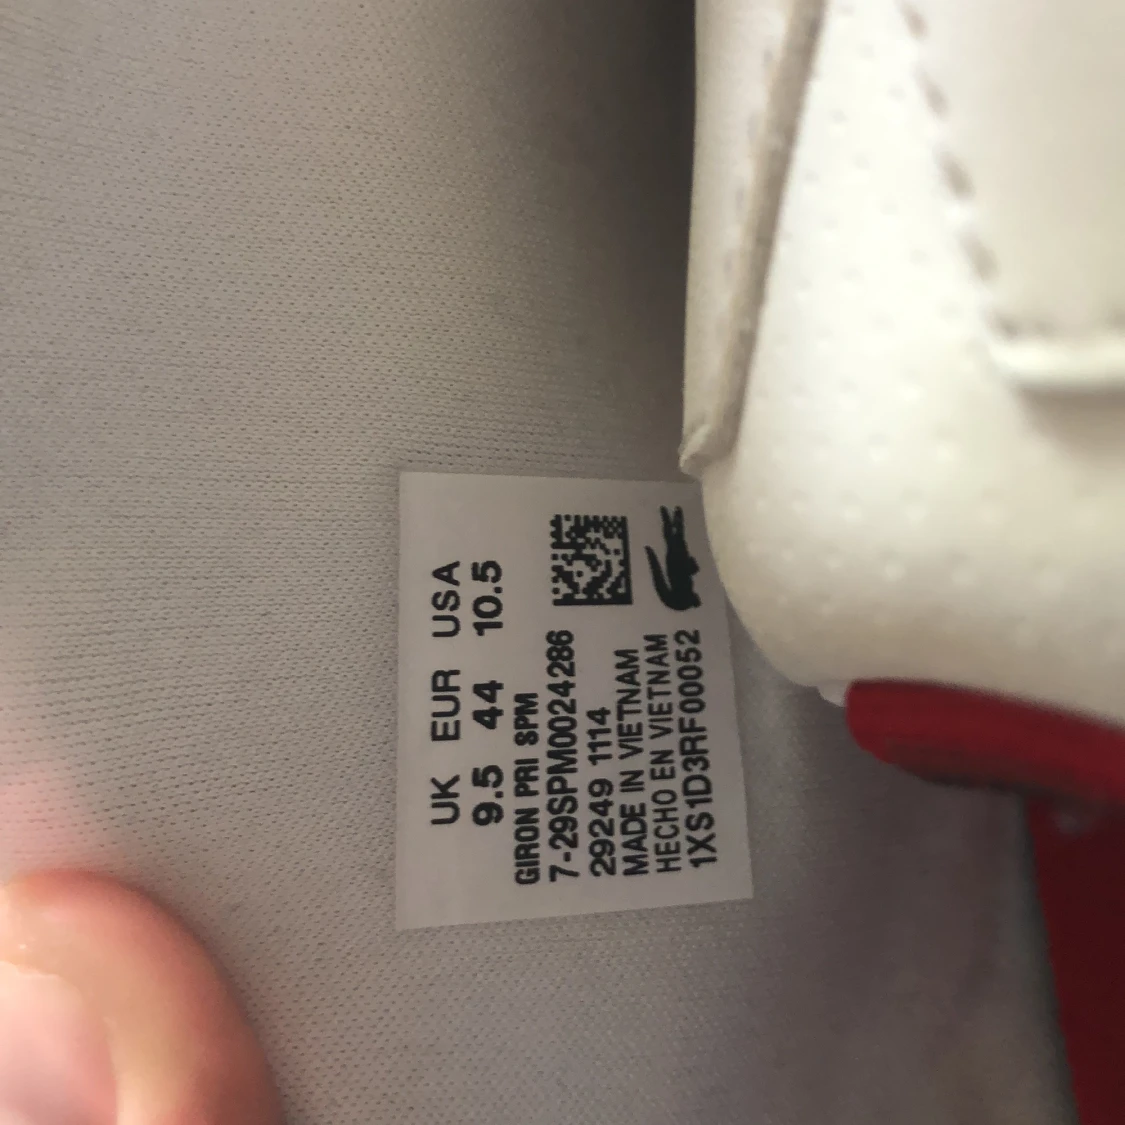 UK EUR USA
9.5 44 10.5
GIRON PRI SPM
7-29SPM0024286
29249 1114
MADE IN VIETNAM
HECHO EN VIETNAM
1XS1D3RF00052